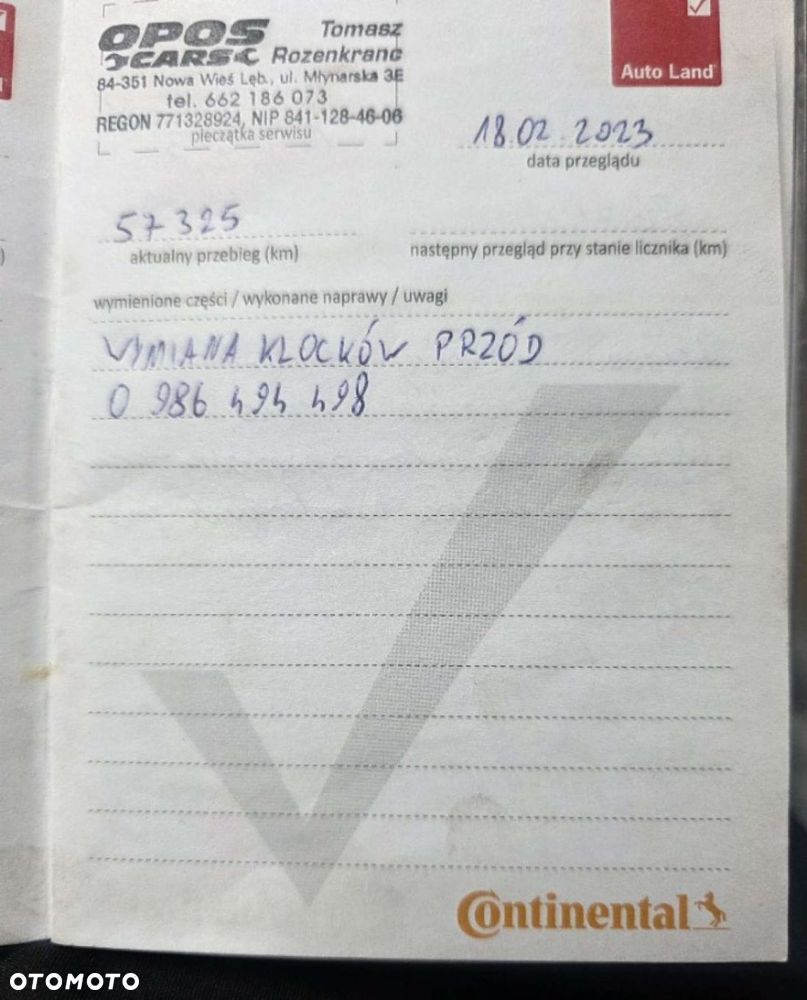 OPOS Tomasz
CARS Rozenkranc
84-351 Nowa Wieś Lęb., ul. Młynarska 3E
tel. 662 186 073
REGON 771328924, NIP 841-128-46-06
pieczątka serwisu
Auto Land
18.02.2023
data przeglądu
57325
aktualny przebieg (km)
następny przegląd przy stanie licznika (km)
wymienione części / wykonane naprawy / uwagi
WYMIANA KLOCKÓW PRZÓD
0 986 494 498
Continental
OTOMOTO